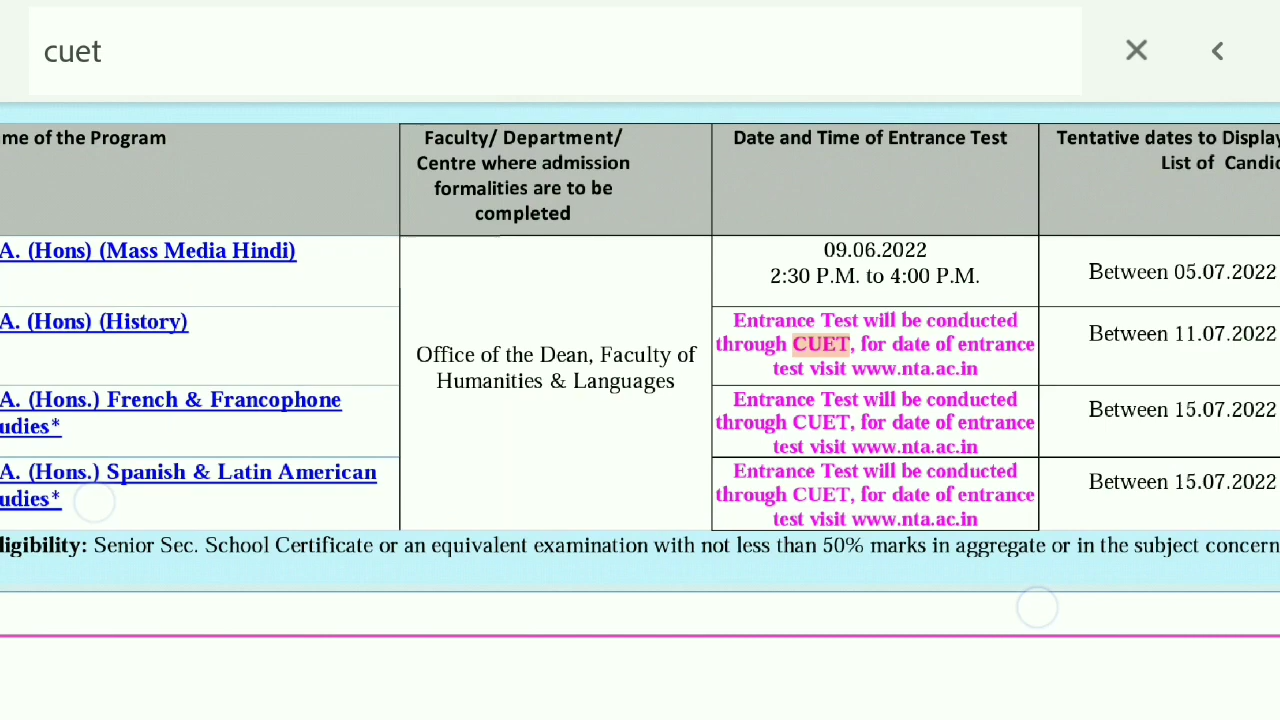 cuet
me of the Program
Faculty/ Department/
Centre where admission
formalities are to be
completed
Date and Time of Entrance Test
Tentative dates to Display
List of Candi
A. (Hons) (Mass Media Hindi)
09.06.2022
2:30 P.M. to 4:00 P.M.
Between 05.07.2022
A. (Hons) (History)
Entrance Test will be conducted
through CUET, for date of entrance
test visit www.nta.ac.in
Between 11.07.2022
Office of the Dean, Faculty of
Humanities & Languages
A. (Hons.) French & Francophone
udies*
Entrance Test will be conducted
through CUET, for date of entrance
test visit www.nta.ac.in
Between 15.07.2022
A. (Hons.) Spanish & Latin American
udies*
Entrance Test will be conducted
through CUET, for date of entrance
test visit www.nta.ac.in
Between 15.07.2022
ligibility: Senior Sec. School Certificate or an equivalent examination with not less than 50% marks in aggregate or in the subject concern